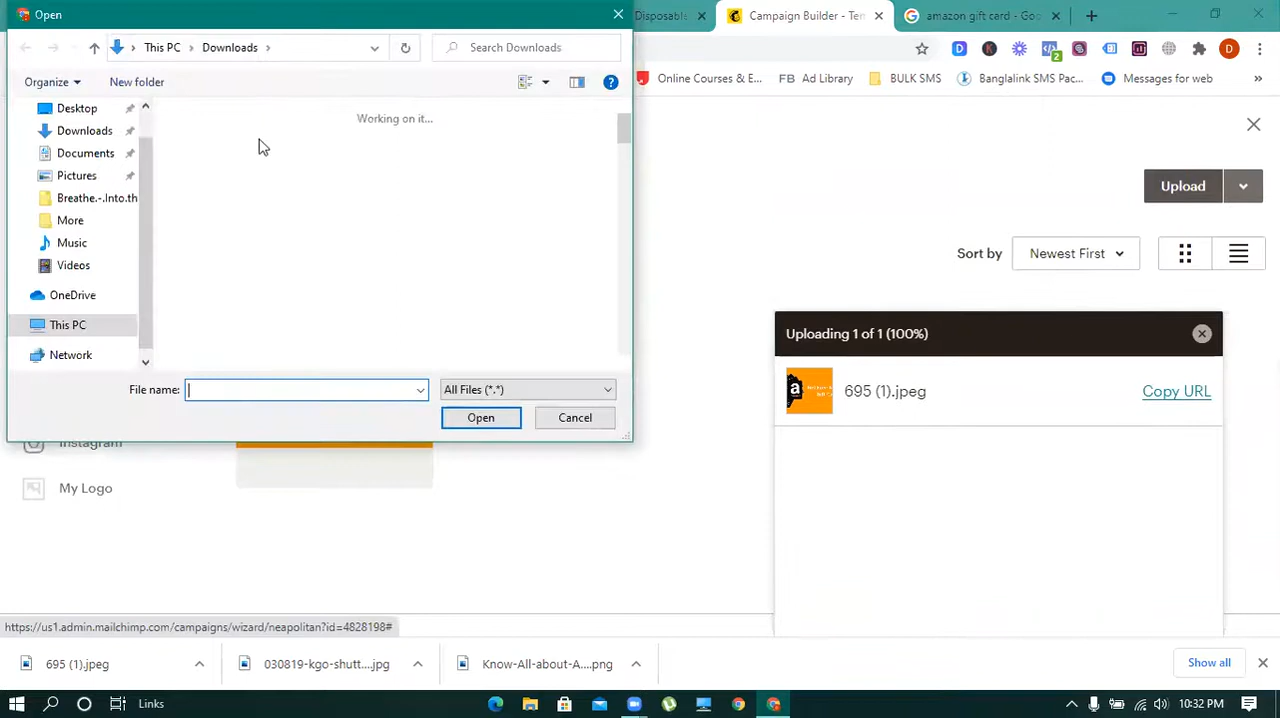 Open
Disposable
Campaign Builder - Ten
amazon gift card - Goo
This PC
Downloads
Search Downloads
Organize
New folder
Online Courses & E...
FB Ad Library
BULK SMS
Banglalink SMS Pac...
Messages for web
»
Desktop
Downloads
Documents
Pictures
Breathe.-.Into.th
More
Music
Videos
OneDrive
This PC
Network
Working on it...
File name:
All Files (*.*)
Open
Cancel
Upload
Sort by
Newest First
Uploading 1 of 1 (100%)
695 (1).jpeg
Copy URL
Instagram
My Logo
https://us1.admin.mailchimp.com/campaigns/wizard/neapolitan?id=4828198#
695 (1).jpeg
030819-kgo-shutt....jpg
Know-All-about-A....png
Show all
Links
10:32 PM